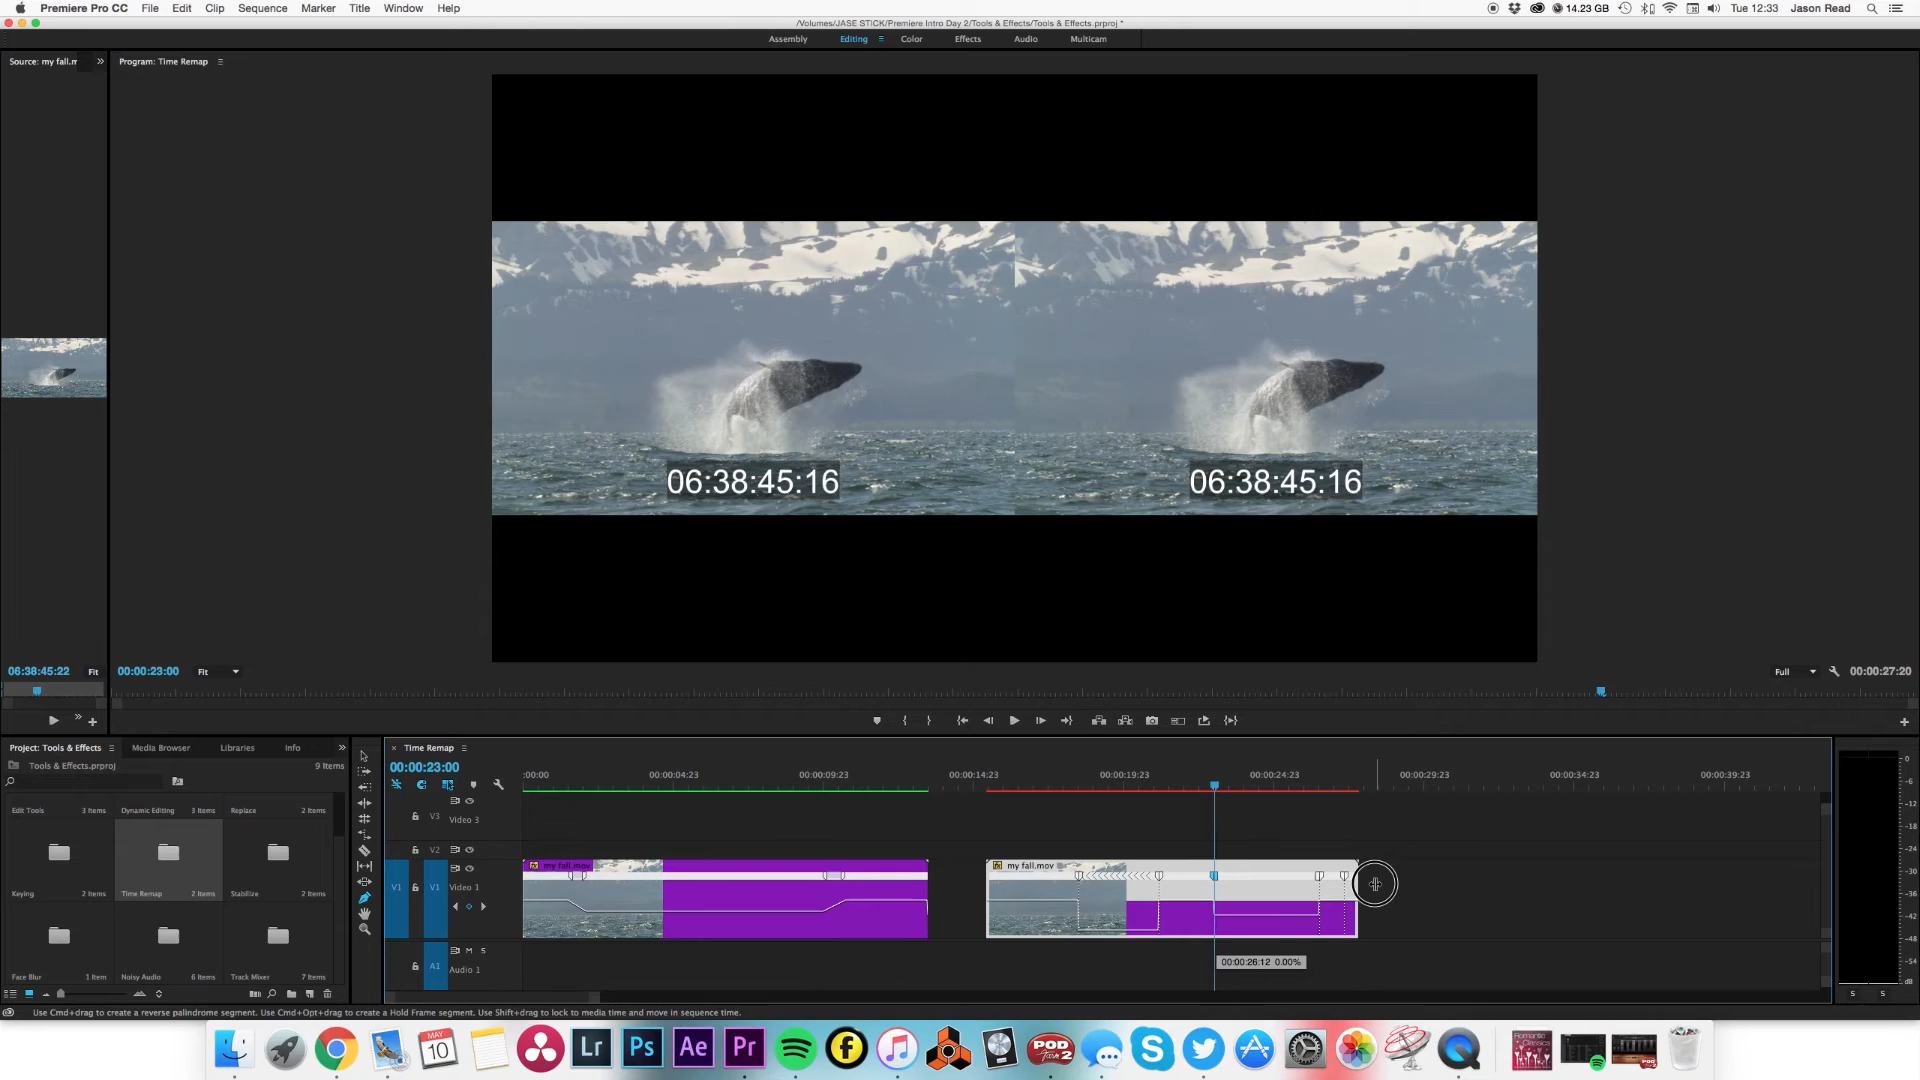 Premiere Pro CC File Edit Clip Sequence Marker Title Window Help 14.23 GB Tue 12:33 Jason Read
/Volumes/JASE STICK/Premiere Intro Day 2/Tools & Effects/Tools & Effects.prproj *
Assembly Editing Color Effects Audio Multicam
Source: my fall.m Program: Time Remap
06:38:45:16 06:38:45:16
06:38:45:22 Fit 00:00:23:00 Fit Full 00:00:27:20
Project: Tools & Effects Media Browser Libraries Info
Tools & Effects.prproj 9 Items
Edit Tools 3 Items Dynamic Editing 3 Items Replace 2 Items
Keying 2 Items Time Remap 2 Items Stabilize 2 Items
Face Blur 1 Item Noisy Audio 6 Items Track Mixer 7 Items
Time Remap
00:00:23:00
:00:00 00:00:04:23 00:00:09:23 00:00:14:23 00:00:19:23 00:00:24:23 00:00:29:23 00:00:34:23 00:00:39:23
V3 Video 3
V2
my fall.mov my fall.mov
V1 V1 Video 1
M S
A1 Audio 1
00:00:26:12 0.00%
0
-6
-12
-18
-24
-30
-36
-42
-48
-54
dB
S S
Use Cmd+drag to create a reverse palindrome segment. Use Cmd+Opt+drag to create a Hold Frame segment. Use Shift+drag to lock to media time and move in sequence time.
MAY
10
Lr Ps Ae Pr f POD Farm 2